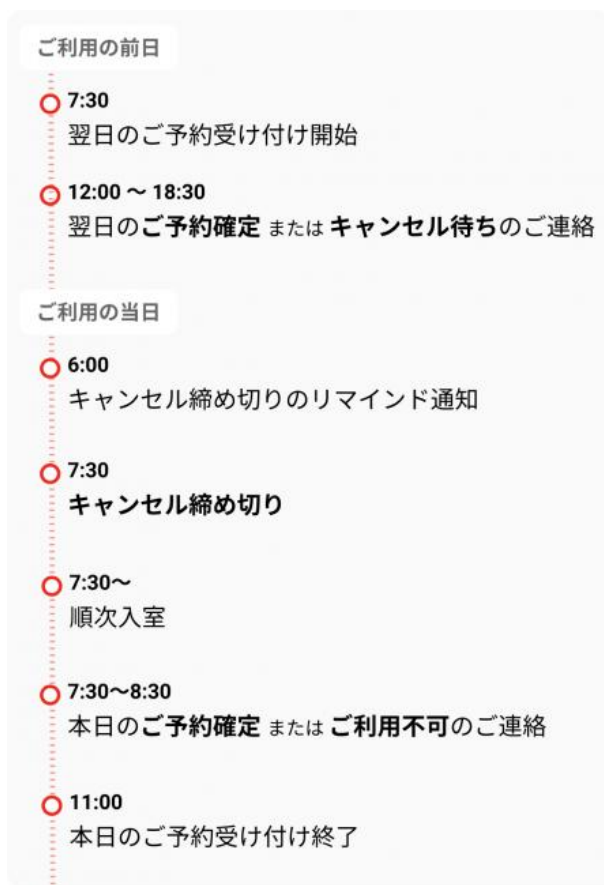 ご利用の前日
7:30
翌日のご予約受け付け開始
12:00 ～ 18:30
翌日のご予約確定 または キャンセル待ちのご連絡
ご利用の当日
6:00
キャンセル締め切りのリマインド通知
7:30
キャンセル締め切り
7:30～
順次入室
7:30～8:30
本日のご予約確定 または ご利用不可のご連絡
11:00
本日のご予約受け付け終了